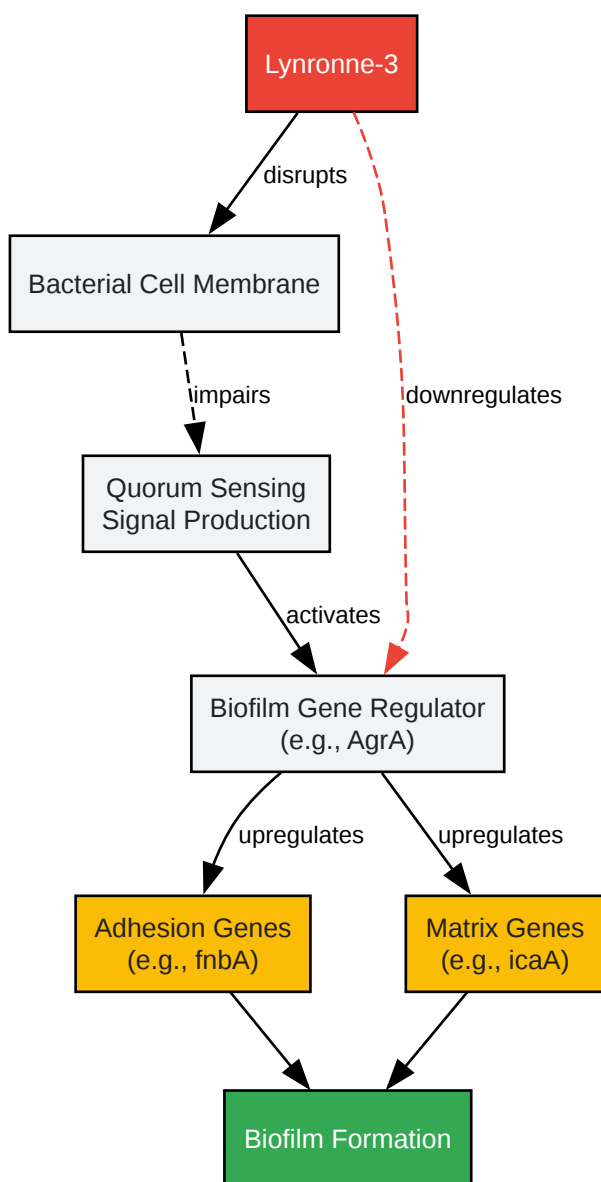 Lynronne-3
disrupts
Bacterial Cell Membrane
impairs
downregulates
Quorum Sensing
Signal Production
activates
Biofilm Gene Regulator
(e.g., AgrA)
upregulates
upregulates
Adhesion Genes
(e.g., fnbA)
Matrix Genes
(e.g., icaA)
Biofilm Formation